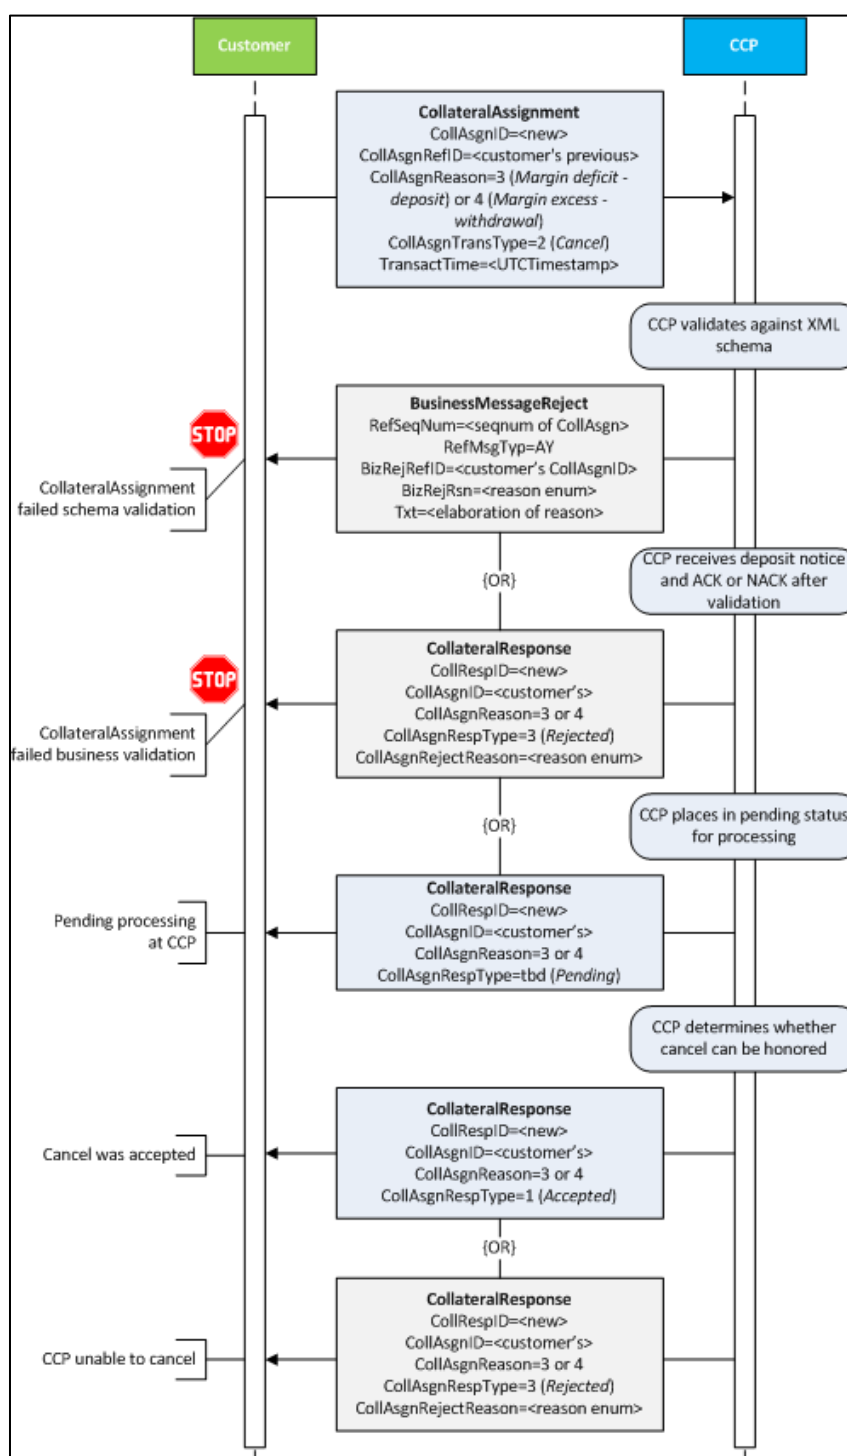 Customer
CCP
CollateralAssignment
CollAsgnID=<new>
CollAsgnRefID=<customer's previous>
CollAsgnReason=3 (Margin deficit -
deposit) or 4 (Margin excess -
withdrawal)
CollAsgnTransType=2 (Cancel)
TransactTime=<UTCTimestamp>
CCP validates against XML
schema
BusinessMessageReject
RefSeqNum=<seqnum of CollAsgn>
RefMsgTyp=AY
BizRejRefID=<customer's CollAsgnID>
BizRejRsn=<reason enum>
Txt=<elaboration of reason>
STOP
CollateralAssignment
failed schema validation
CCP receives deposit notice
and ACK or NACK after
validation
{OR}
CollateralResponse
CollRespID=<new>
CollAsgnID=<customer's>
CollAsgnReason=3 or 4
CollAsgnRespType=3 (Rejected)
CollAsgnRejectReason=<reason enum>
STOP
CollateralAssignment
failed business validation
CCP places in pending status
for processing
{OR}
CollateralResponse
CollRespID=<new>
CollAsgnID=<customer's>
CollAsgnReason=3 or 4
CollAsgnRespType=tbd (Pending)
Pending processing
at CCP
CCP determines whether
cancel can be honored
CollateralResponse
CollRespID=<new>
CollAsgnID=<customer's>
CollAsgnReason=3 or 4
CollAsgnRespType=1 (Accepted)
Cancel was accepted
{OR}
CollateralResponse
CollRespID=<new>
CollAsgnID=<customer's>
CollAsgnReason=3 or 4
CollAsgnRespType=3 (Rejected)
CollAsgnRejectReason=<reason enum>
CCP unable to cancel